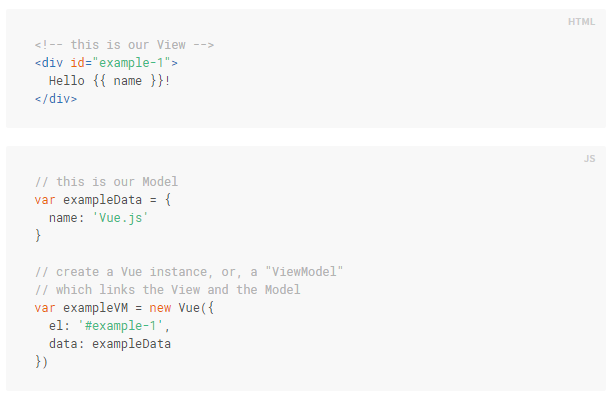 HTML
<!-- this is our View -->
<div id="example-1">
  Hello {{ name }}!
</div>
JS
// this is our Model
var exampleData = {
  name: 'Vue.js'
}

// create a Vue instance, or, a "ViewModel"
// which links the View and the Model
var exampleVM = new Vue({
  el: '#example-1',
  data: exampleData
})